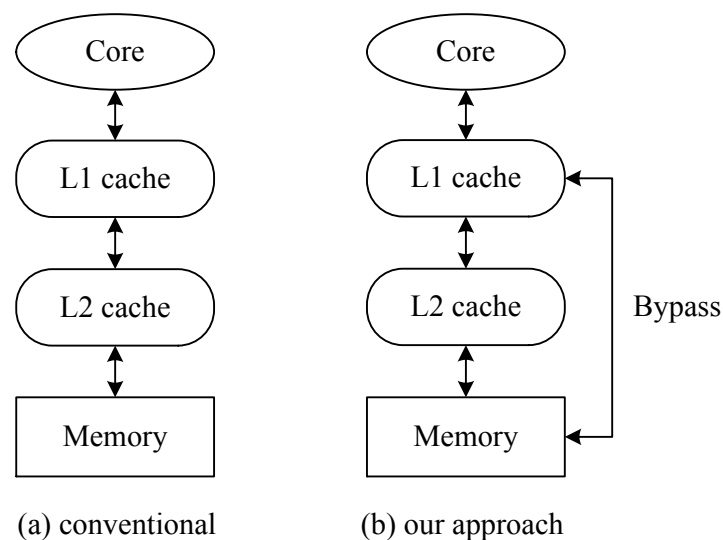 Core
L1 cache
L2 cache
Memory
(a) conventional
Core
L1 cache
L2 cache
Bypass
Memory
(b) our approach